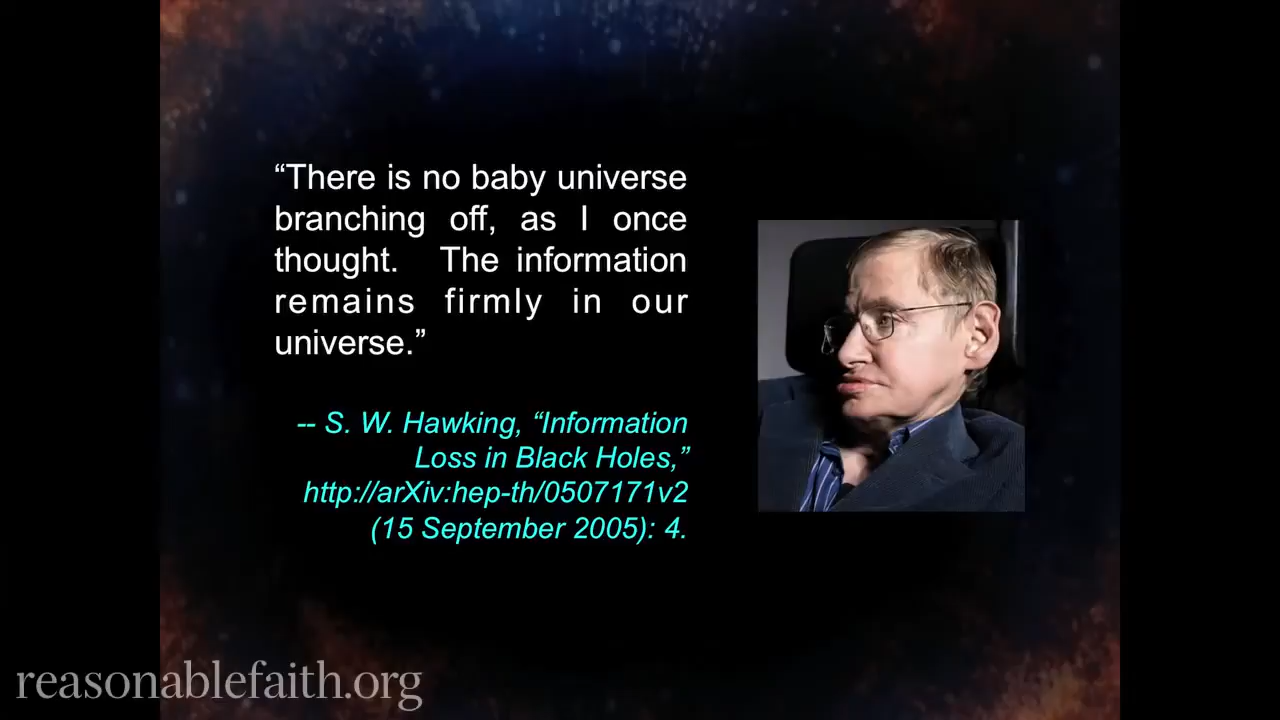 “There is no baby universe
branching off, as I once
thought. The information
remains firmly in our
universe.”
-- S. W. Hawking, “Information
Loss in Black Holes,”
http://arXiv:hep-th/0507171v2
(15 September 2005): 4.
reasonablefaith.org